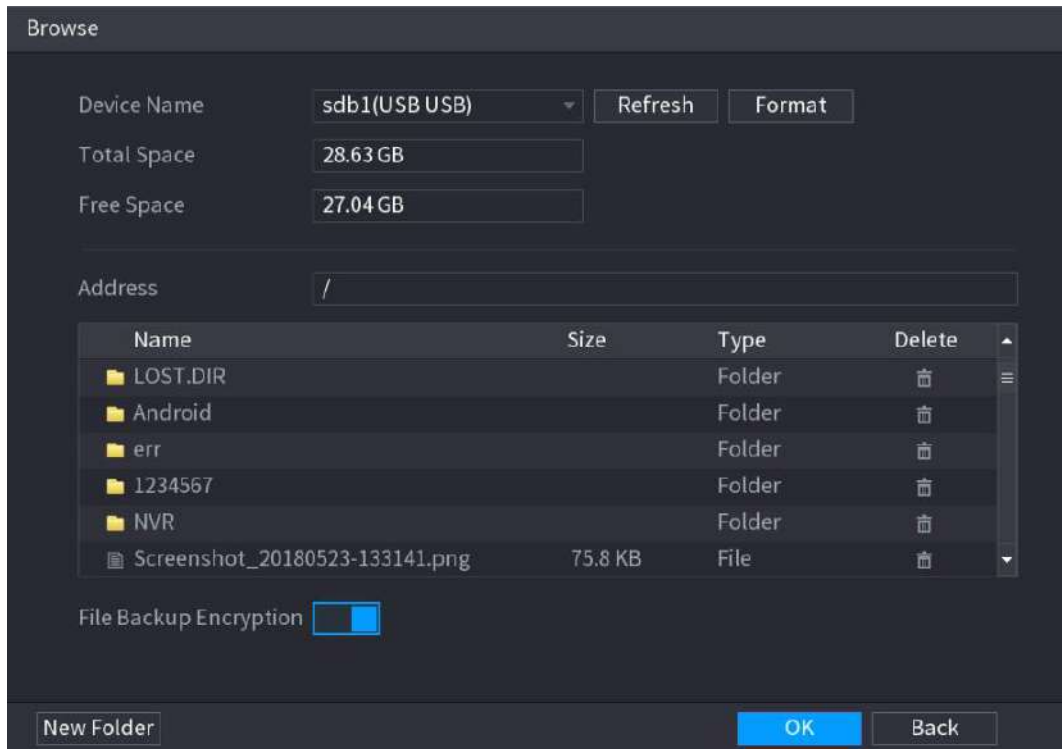 Browse
Device Name sdb1(USB USB) Refresh Format
Total Space 28.63 GB
Free Space 27.04 GB
Address /
Name Size Type Delete
LOST.DIR Folder
Android Folder
err Folder
1234567 Folder
NVR Folder
Screenshot_20180523-133141.png 75.8 KB File
File Backup Encryption
New Folder OK Back